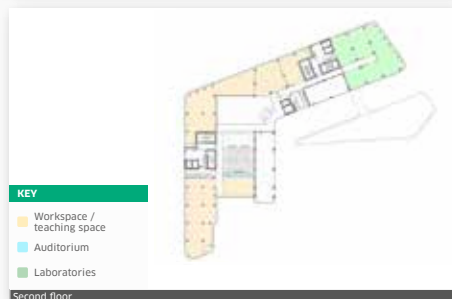 KEY
Workspace /
teaching space
Auditorium
Laboratories
Second floor